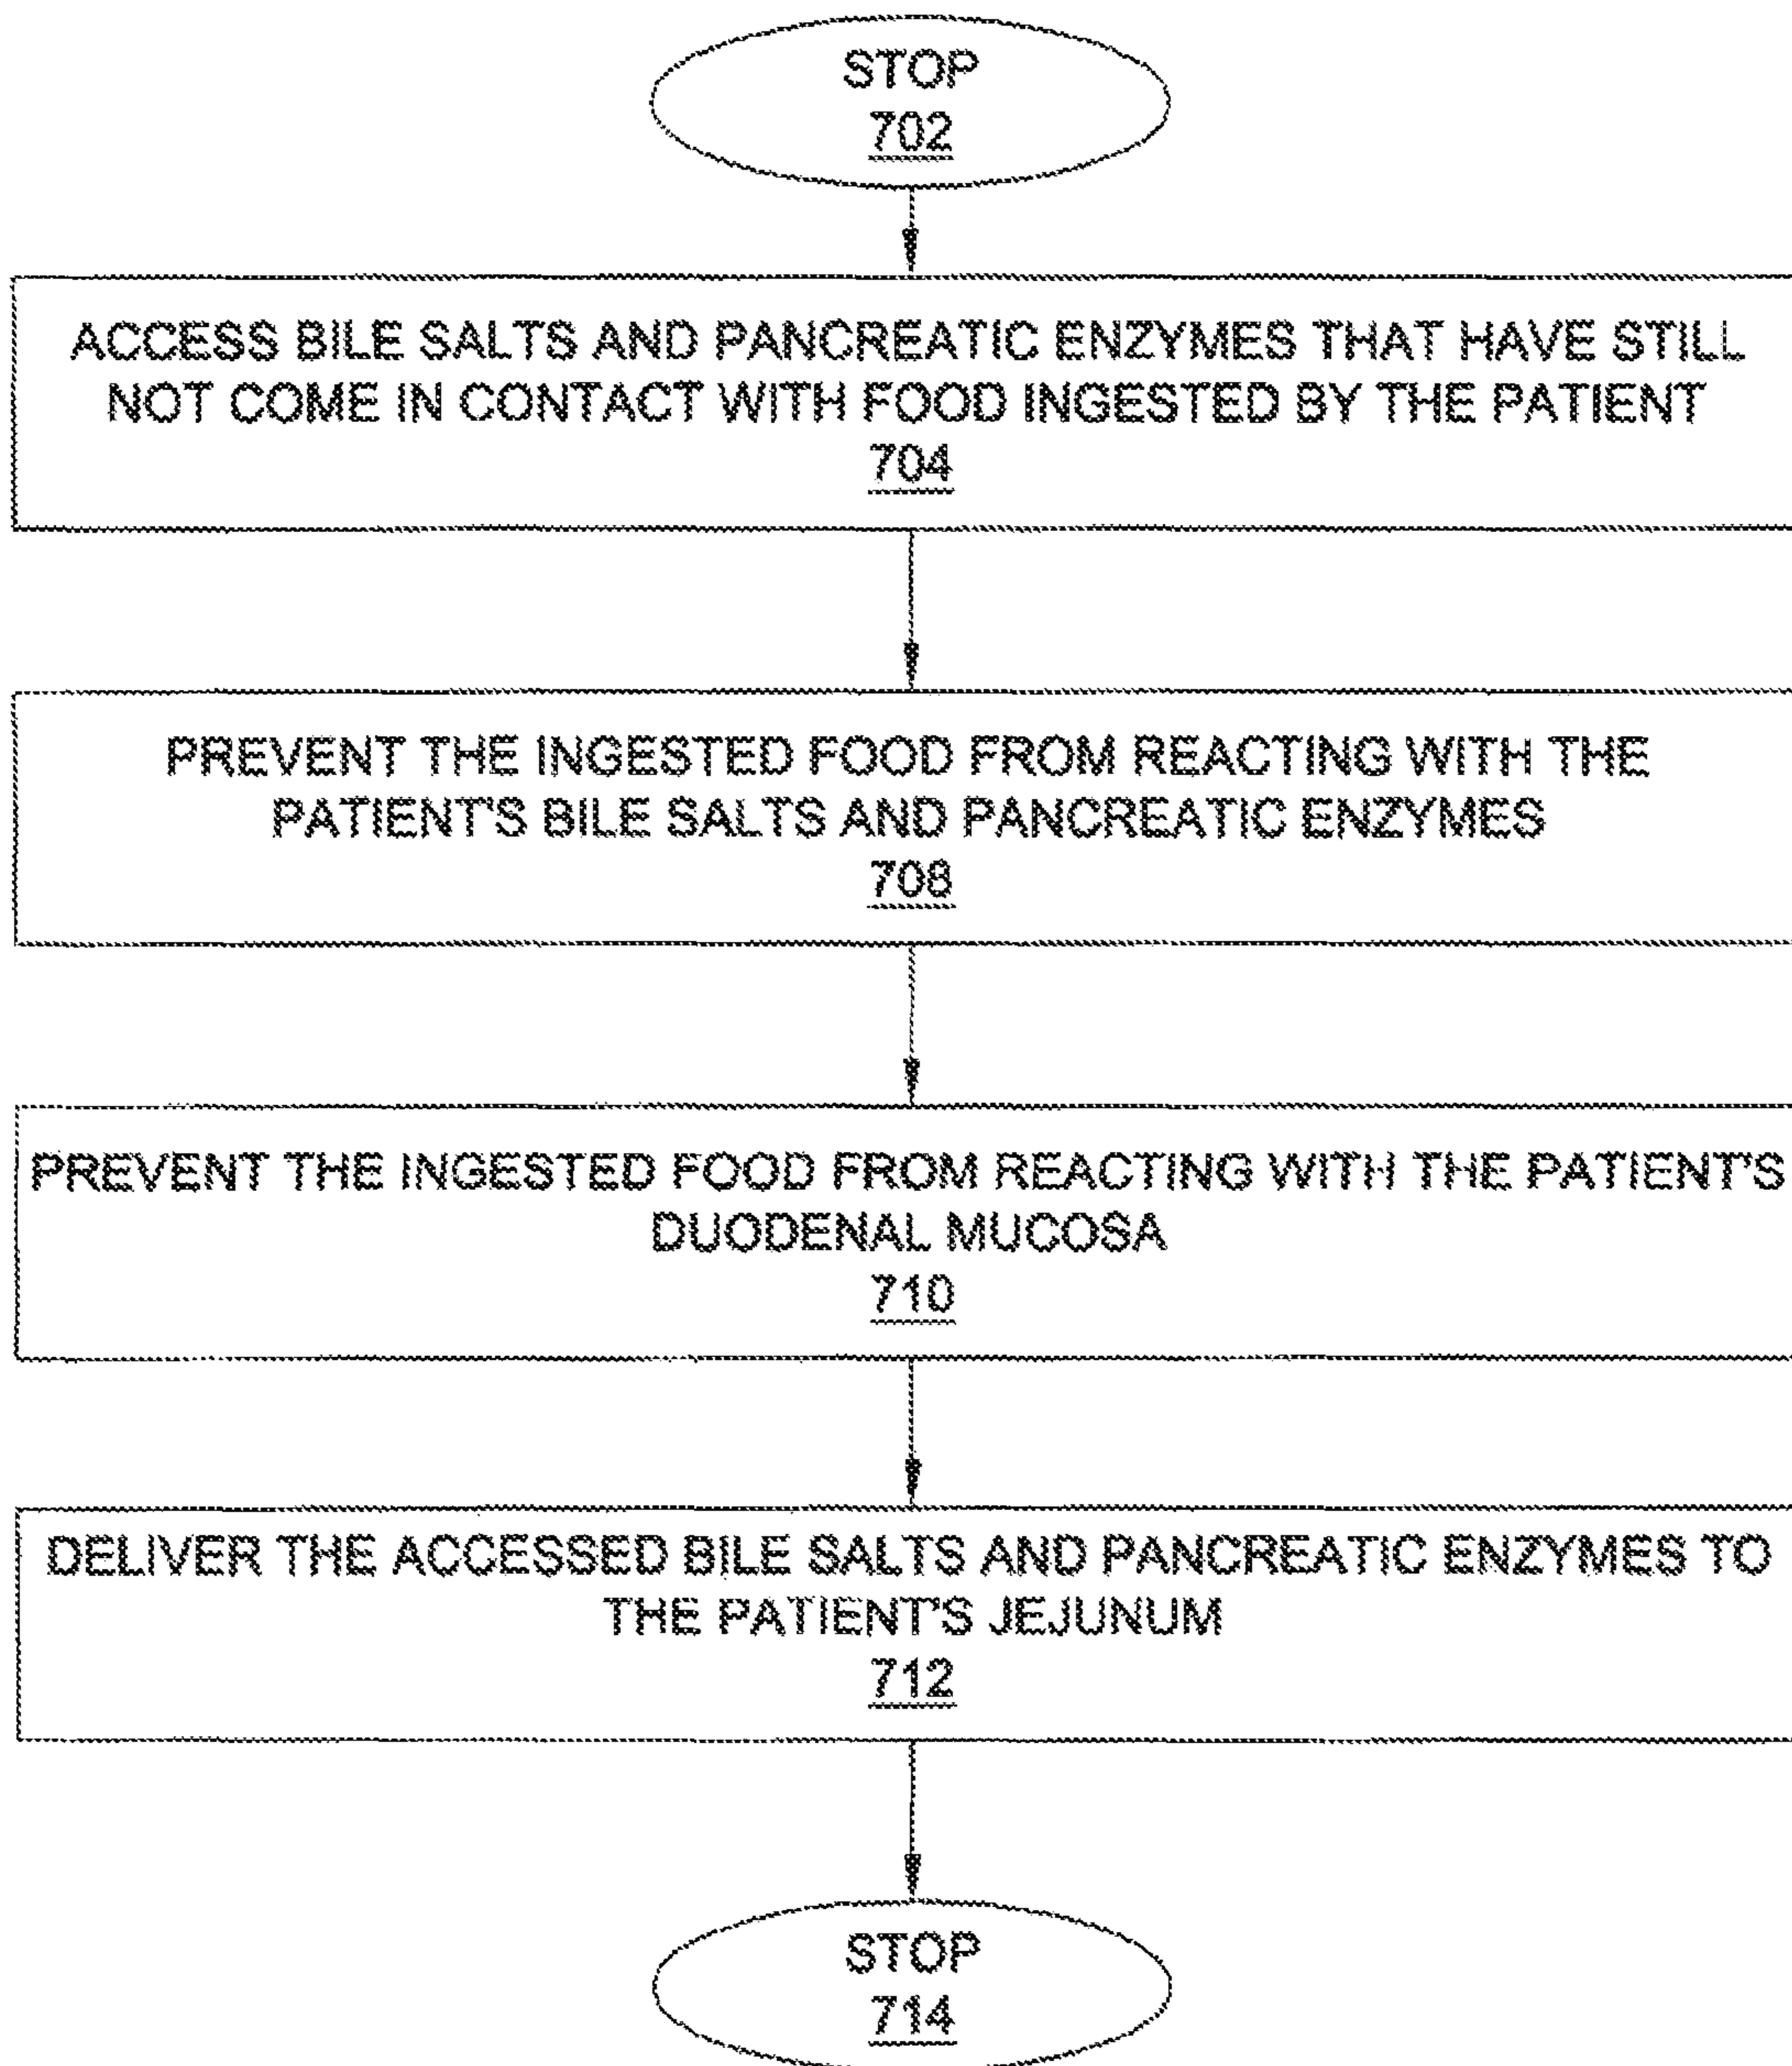 STOP
702
ACCESS BILE SALTS AND PANCREATIC ENZYMES THAT HAVE STILL
NOT COME IN CONTACT WITH FOOD INGESTED BY THE PATIENT
704
PREVENT THE INGESTED FOOD FROM REACTING WITH THE
PATIENT'S BILE SALTS AND PANCREATIC ENZYMES
708
PREVENT THE INGESTED FOOD FROM REACTING WITH THE PATIENT'S
DUODENAL MUCOSA
710
DELIVER THE ACCESSED BILE SALTS AND PANCREATIC ENZYMES TO
THE PATIENT'S JEJUNUM
712
STOP
714